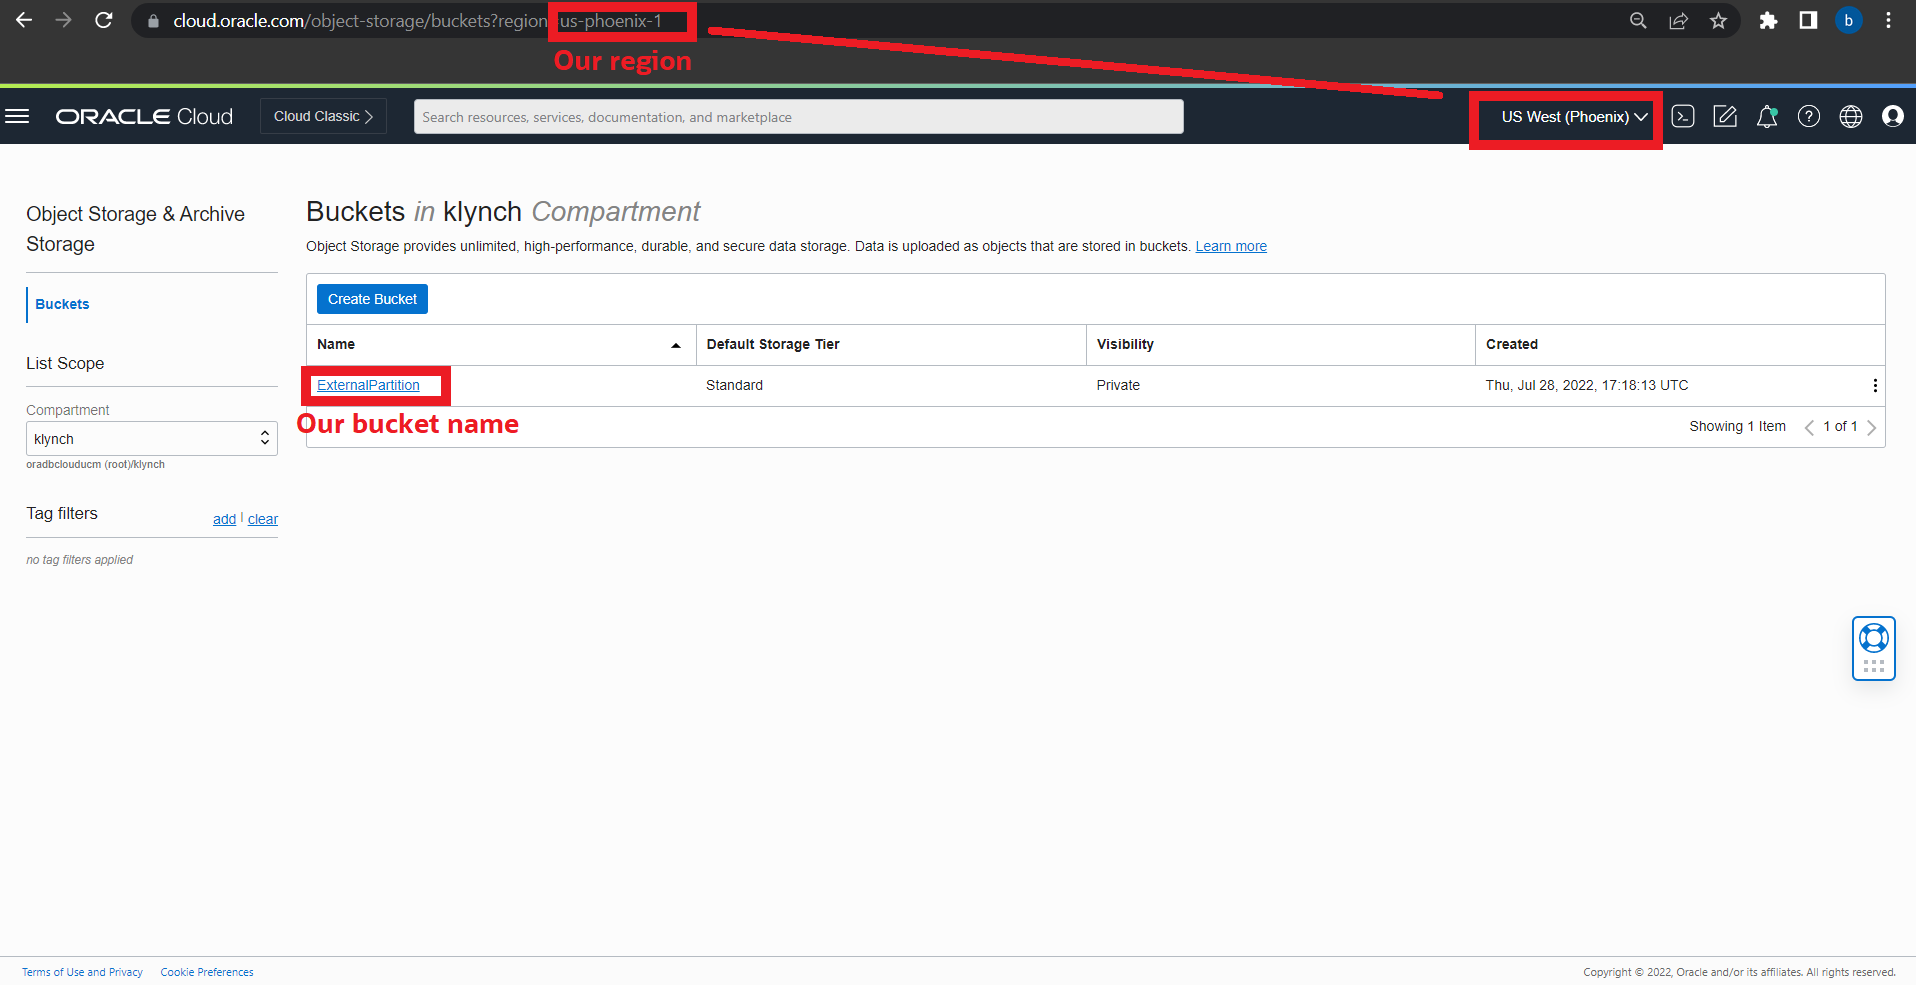 cloud.oracle.com/object-storage/buckets?region us-phoenix-1
b
Our region
ORACLE Cloud
Cloud Classic
Search resources, services, documentation, and marketplace
US West (Phoenix)
Object Storage & Archive
Storage
Buckets
List Scope
Compartment
klynch
oradbclouducm (root)/klynch
Tag filters
add | clear
no tag filters applied
Buckets in klynch Compartment
Object Storage provides unlimited, high-performance, durable, and secure data storage. Data is uploaded as objects that are stored in buckets. Learn more
Create Bucket
Name Default Storage Tier Visibility Created
ExternalPartition Standard Private Thu, Jul 28, 2022, 17:18:13 UTC
Our bucket name
Showing 1 Item 1 of 1
Terms of Use and Privacy Cookie Preferences
Copyright © 2022, Oracle and/or its affiliates. All rights reserved.